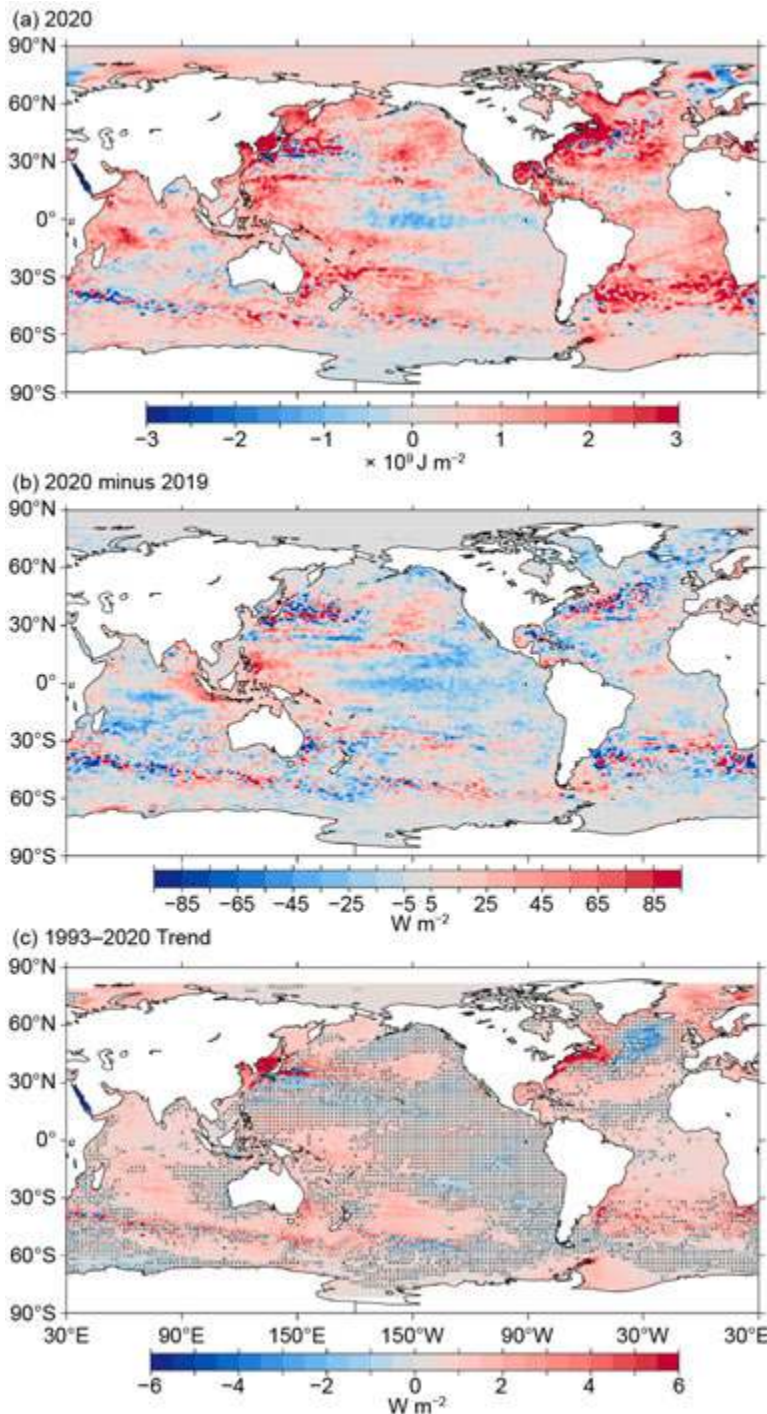 (a) 2020
90°N
60°N
30°N
0°
30°S
60°S
90°S
−3 −2 −1 0 1 2 3
× 10⁹ J m⁻²
(b) 2020 minus 2019
90°N
60°N
30°N
0°
30°S
60°S
90°S
−85 −65 −45 −25 −5 5 25 45 65 85
W m⁻²
(c) 1993–2020 Trend
90°N
60°N
30°N
0°
30°S
60°S
90°S
30°E 90°E 150°E 150°W 90°W 30°W 30°E
−6 −4 −2 0 2 4 6
W m⁻²